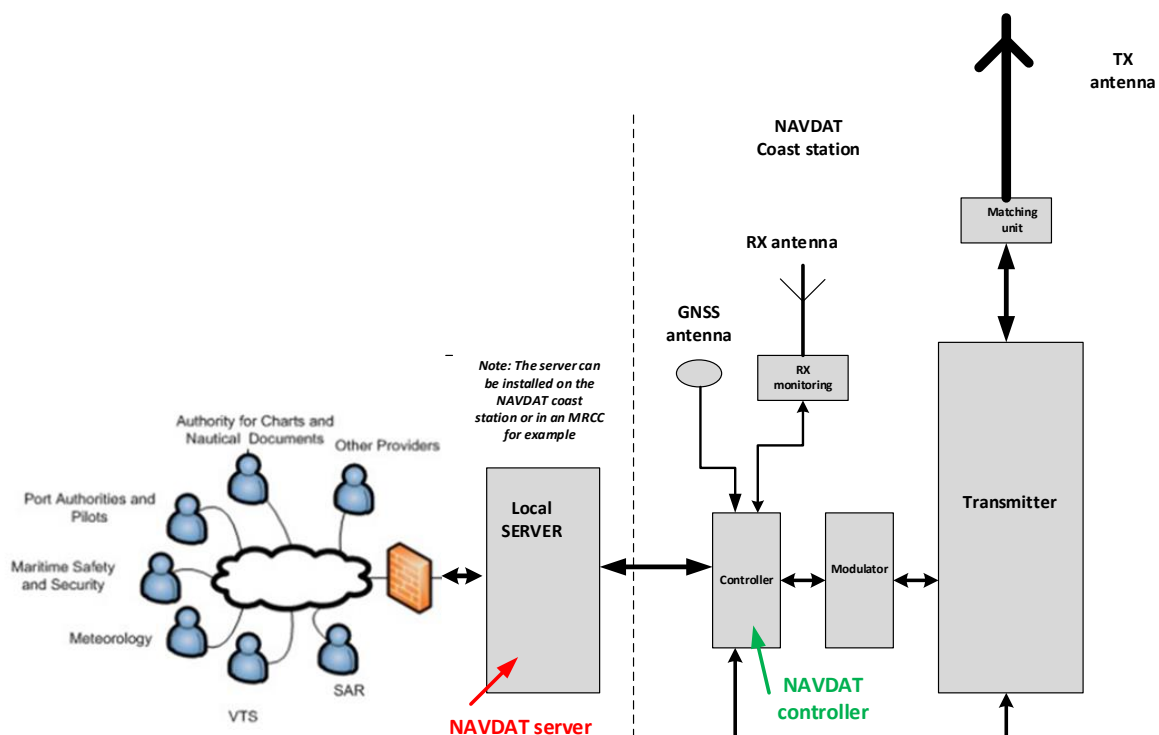 TX
antenna
NAVDAT
Coast station
Matching
unit
RX antenna
GNSS
antenna
RX
monitoring
Note: The server can
be installed on the
NAVDAT coast
station or in an MRCC
for example
Authority for Charts and
Nautical Documents
Other Providers
Port Authorities and
Pilots
Maritime Safety
and Security
Meteorology
VTS
SAR
Local
SERVER
Transmitter
Controller
Modulator
NAVDAT server
NAVDAT
controller